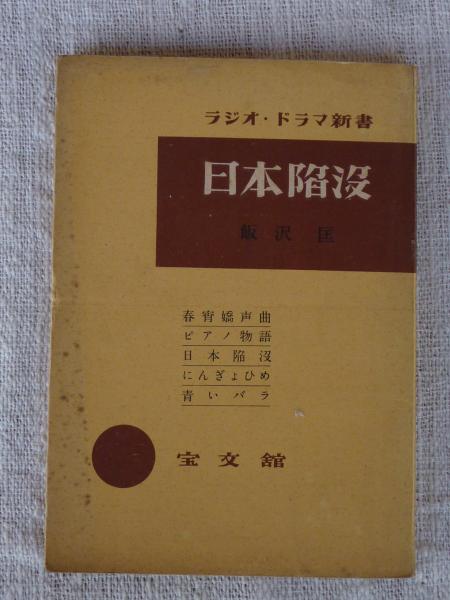 ラジオ・ドラマ新書
日本陥没
飯沢匡
春宵嬌声曲
ピアノ物語
日本陥没
にんぎょひめ
青いバラ
宝文館